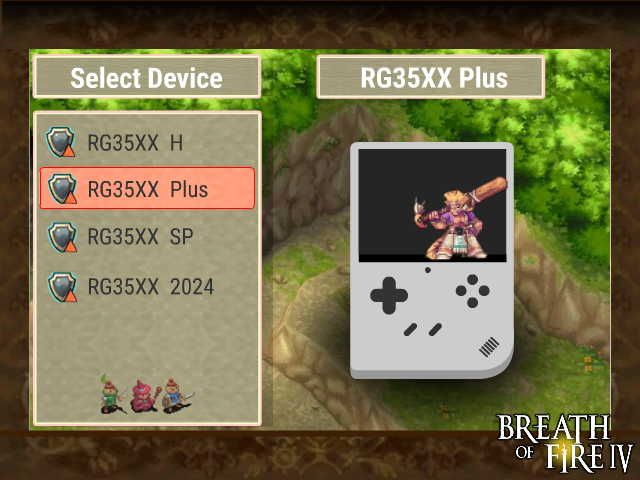 Select Device
RG35XX Plus
RG35XX H
RG35XX Plus
RG35XX SP
RG35XX 2024
BREATH
OF FIRE IV